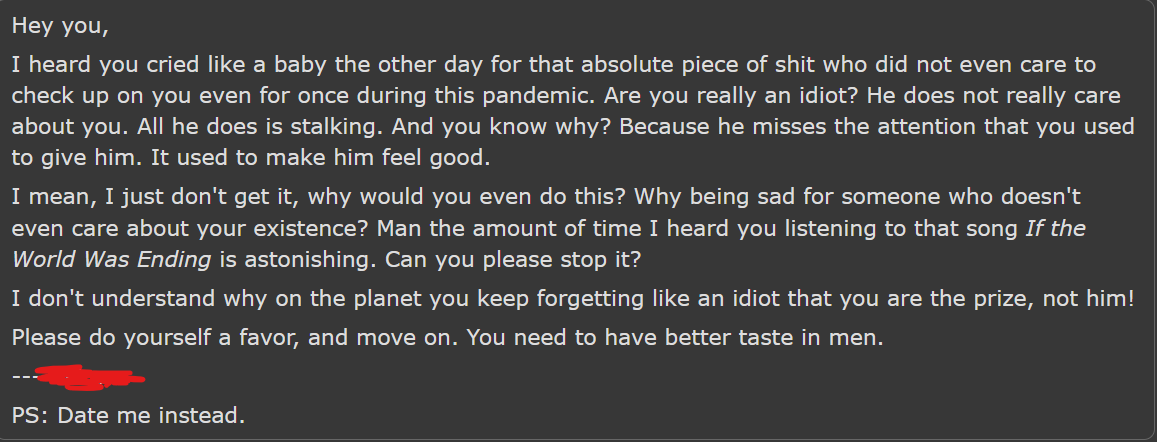 Hey you,
I heard you cried like a baby the other day for that absolute piece of shit who did not even care to
check up on you even for once during this pandemic. Are you really an idiot? He does not really care
about you. All he does is stalking. And you know why? Because he misses the attention that you used
to give him. It used to make him feel good.
I mean, I just don't get it, why would you even do this? Why being sad for someone who doesn't
even care about your existence? Man the amount of time I heard you listening to that song If the
World Was Ending is astonishing. Can you please stop it?
I don't understand why on the planet you keep forgetting like an idiot that you are the prize, not him!
Please do yourself a favor, and move on. You need to have better taste in men.
---
PS: Date me instead.